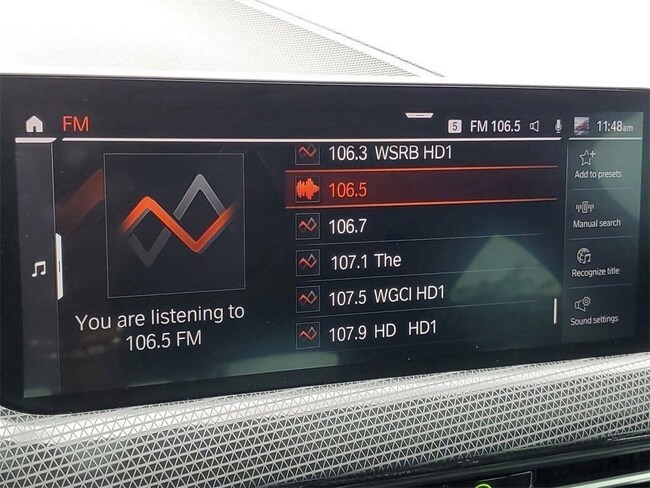 FM
5 FM 106.5 11:48am
106.3 WSRB HD1
106.5
106.7
107.1 The
107.5 WGCI HD1
107.9 HD HD1
You are listening to
106.5 FM
Add to presets
Manual search
Recognize title
Sound settings